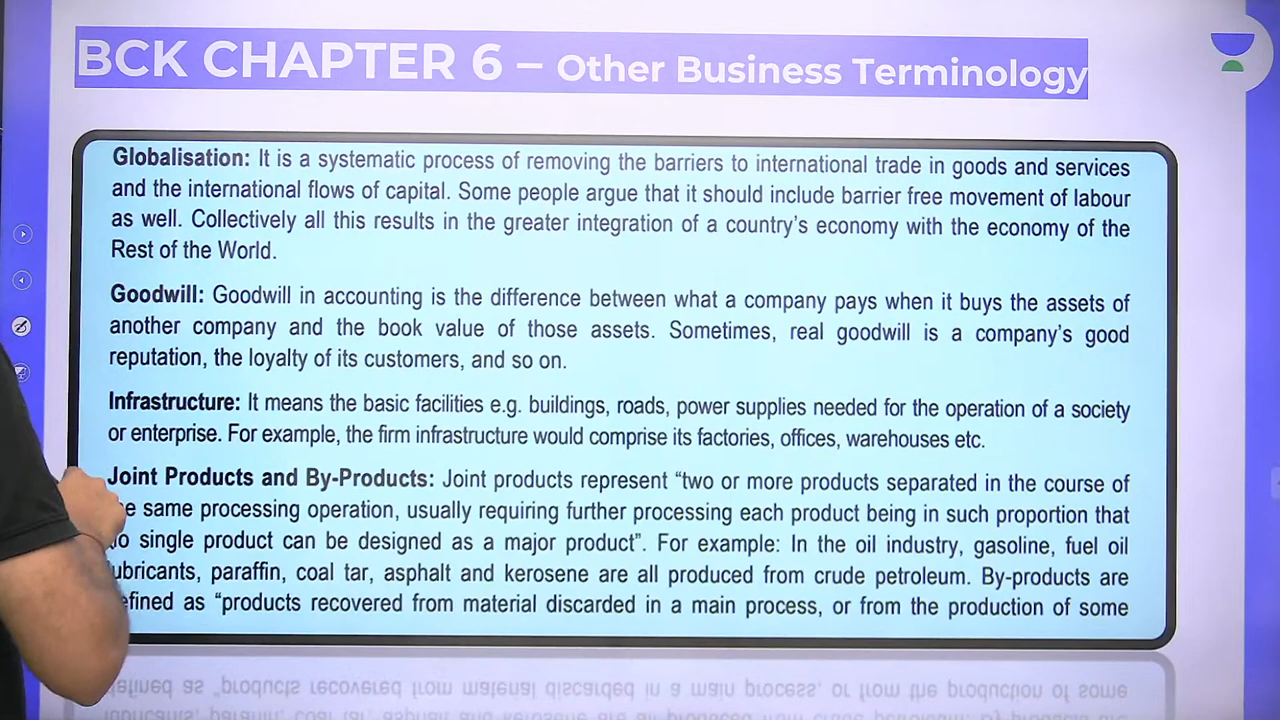 BCK CHAPTER 6 – Other Business Terminology
Globalisation: It is a systematic process of removing the barriers to international trade in goods and services
and the international flows of capital. Some people argue that it should include barrier free movement of labour
as well. Collectively all this results in the greater integration of a country's economy with the economy of the
Rest of the World.
Goodwill: Goodwill in accounting is the difference between what a company pays when it buys the assets of
another company and the book value of those assets. Sometimes, real goodwill is a company's good
reputation, the loyalty of its customers, and so on.
Infrastructure: It means the basic facilities e.g. buildings, roads, power supplies needed for the operation of a society
or enterprise. For example, the firm infrastructure would comprise its factories, offices, warehouses etc.
Joint Products and By-Products: Joint products represent “two or more products separated in the course of
same processing operation, usually requiring further processing each product being in such proportion that
single product can be designed as a major product”. For example: In the oil industry, gasoline, fuel oil
ubricants, paraffin, coal tar, asphalt and kerosene are all produced from crude petroleum. By-products are
efined as “products recovered from material discarded in a main process, or from the production of some